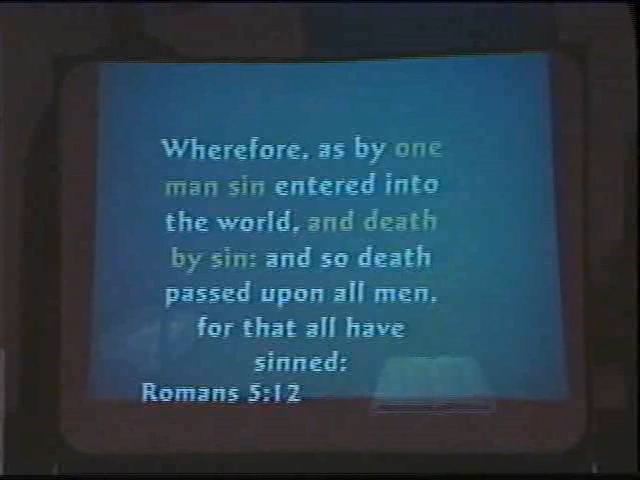 Wherefore, as by one
man sin entered into
the world, and death
by sin: and so death
passed upon all men,
for that all have
sinned:
Romans 5:12